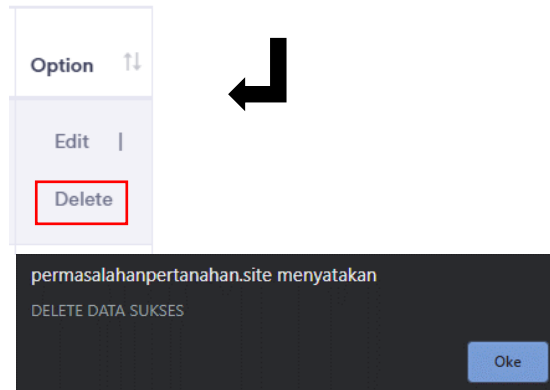 Option
Edit |
Delete
permasalahanpertanahan.site menyatakan
DELETE DATA SUKSES
Oke